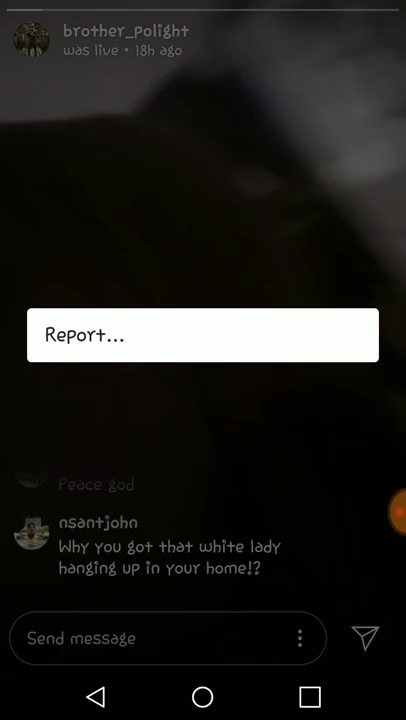 brother_polight
was live • 18h ago
Report...
Peace god
nsantjohn
Why you got that white lady
hanging up in your home!?
Send message